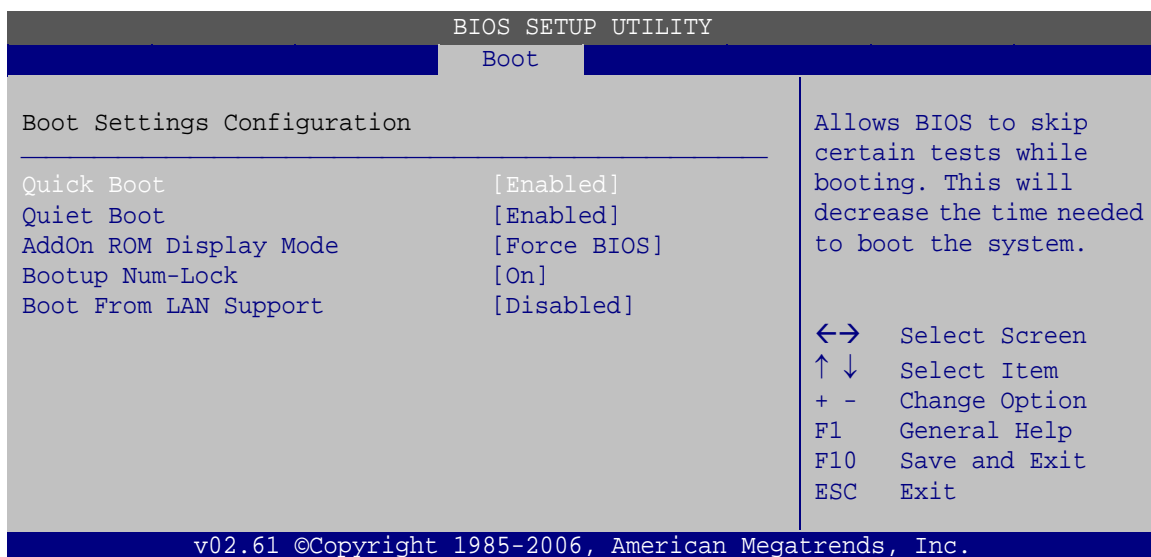 BIOS SETUP UTILITY
Boot
Boot Settings Configuration
Quick Boot [Enabled]
Quiet Boot [Enabled]
AddOn ROM Display Mode [Force BIOS]
Bootup Num-Lock [On]
Boot From LAN Support [Disabled]
Allows BIOS to skip
certain tests while
booting. This will
decrease the time needed
to boot the system.
←→ Select Screen
↑ ↓ Select Item
+ - Change Option
F1 General Help
F10 Save and Exit
ESC Exit
v02.61 ©Copyright 1985-2006, American Megatrends, Inc.